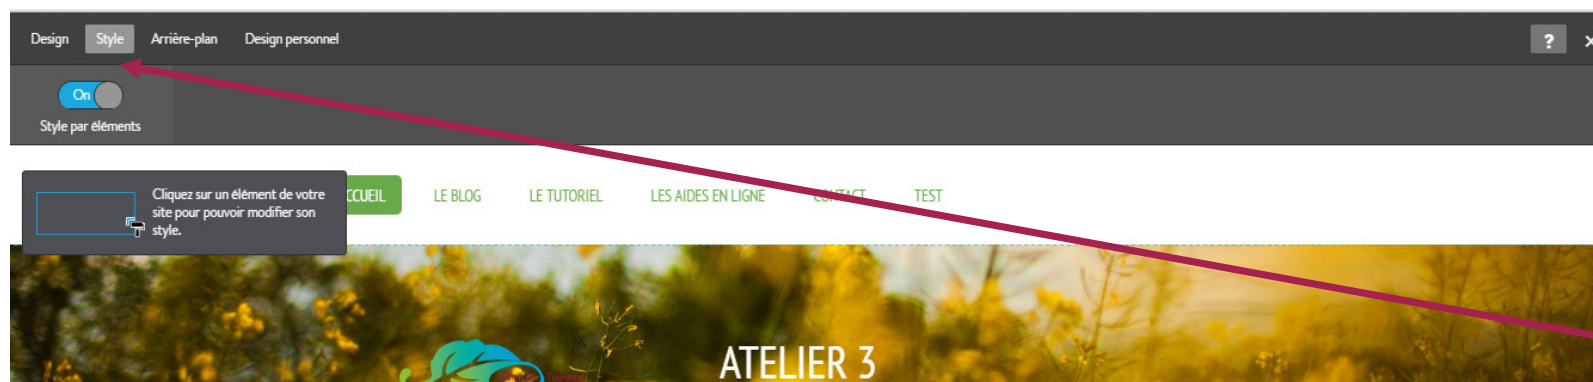 Design Style Arrière-plan Design personnel ? ×
On
Style par éléments
Cliquez sur un élément de votre
site pour pouvoir modifier son
style.
CCUEIL LE BLOG LE TUTORIEL LES AIDES EN LIGNE CONTACT TEST
ATELIER 3